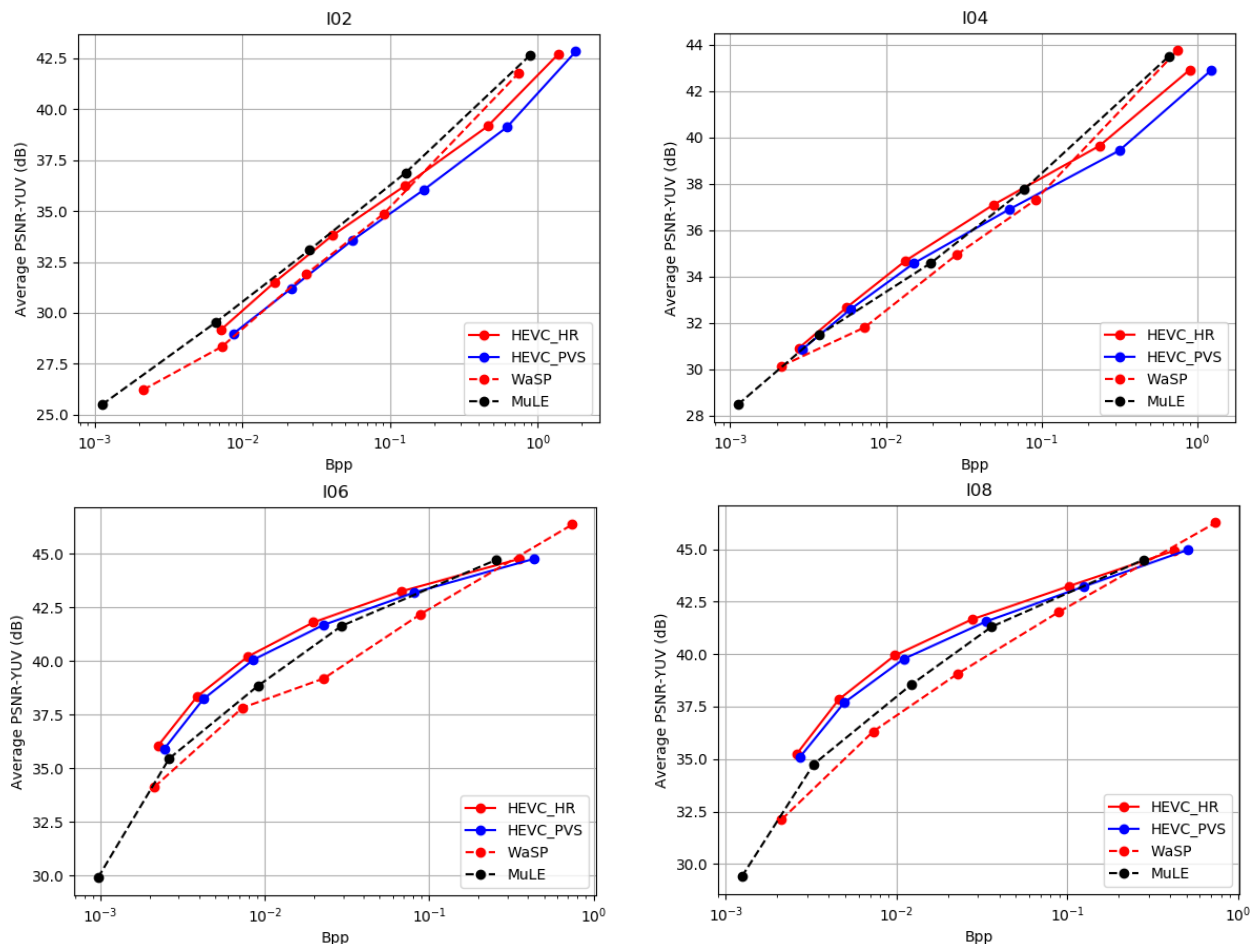 I02
Average PSNR-YUV (dB)
42.5
40.0
37.5
35.0
32.5
30.0
27.5
25.0
10⁻³
10⁻²
10⁻¹
10⁰
Bpp
HEVC_HR
HEVC_PVS
WaSP
MuLE
I04
Average PSNR-YUV (dB)
44
42
40
38
36
34
32
30
28
10⁻³
10⁻²
10⁻¹
10⁰
Bpp
HEVC_HR
HEVC_PVS
WaSP
MuLE
I06
Average PSNR-YUV (dB)
45.0
42.5
40.0
37.5
35.0
32.5
30.0
10⁻³
10⁻²
10⁻¹
10⁰
Bpp
HEVC_HR
HEVC_PVS
WaSP
MuLE
I08
Average PSNR-YUV (dB)
45.0
42.5
40.0
37.5
35.0
32.5
30.0
10⁻³
10⁻²
10⁻¹
10⁰
Bpp
HEVC_HR
HEVC_PVS
WaSP
MuLE